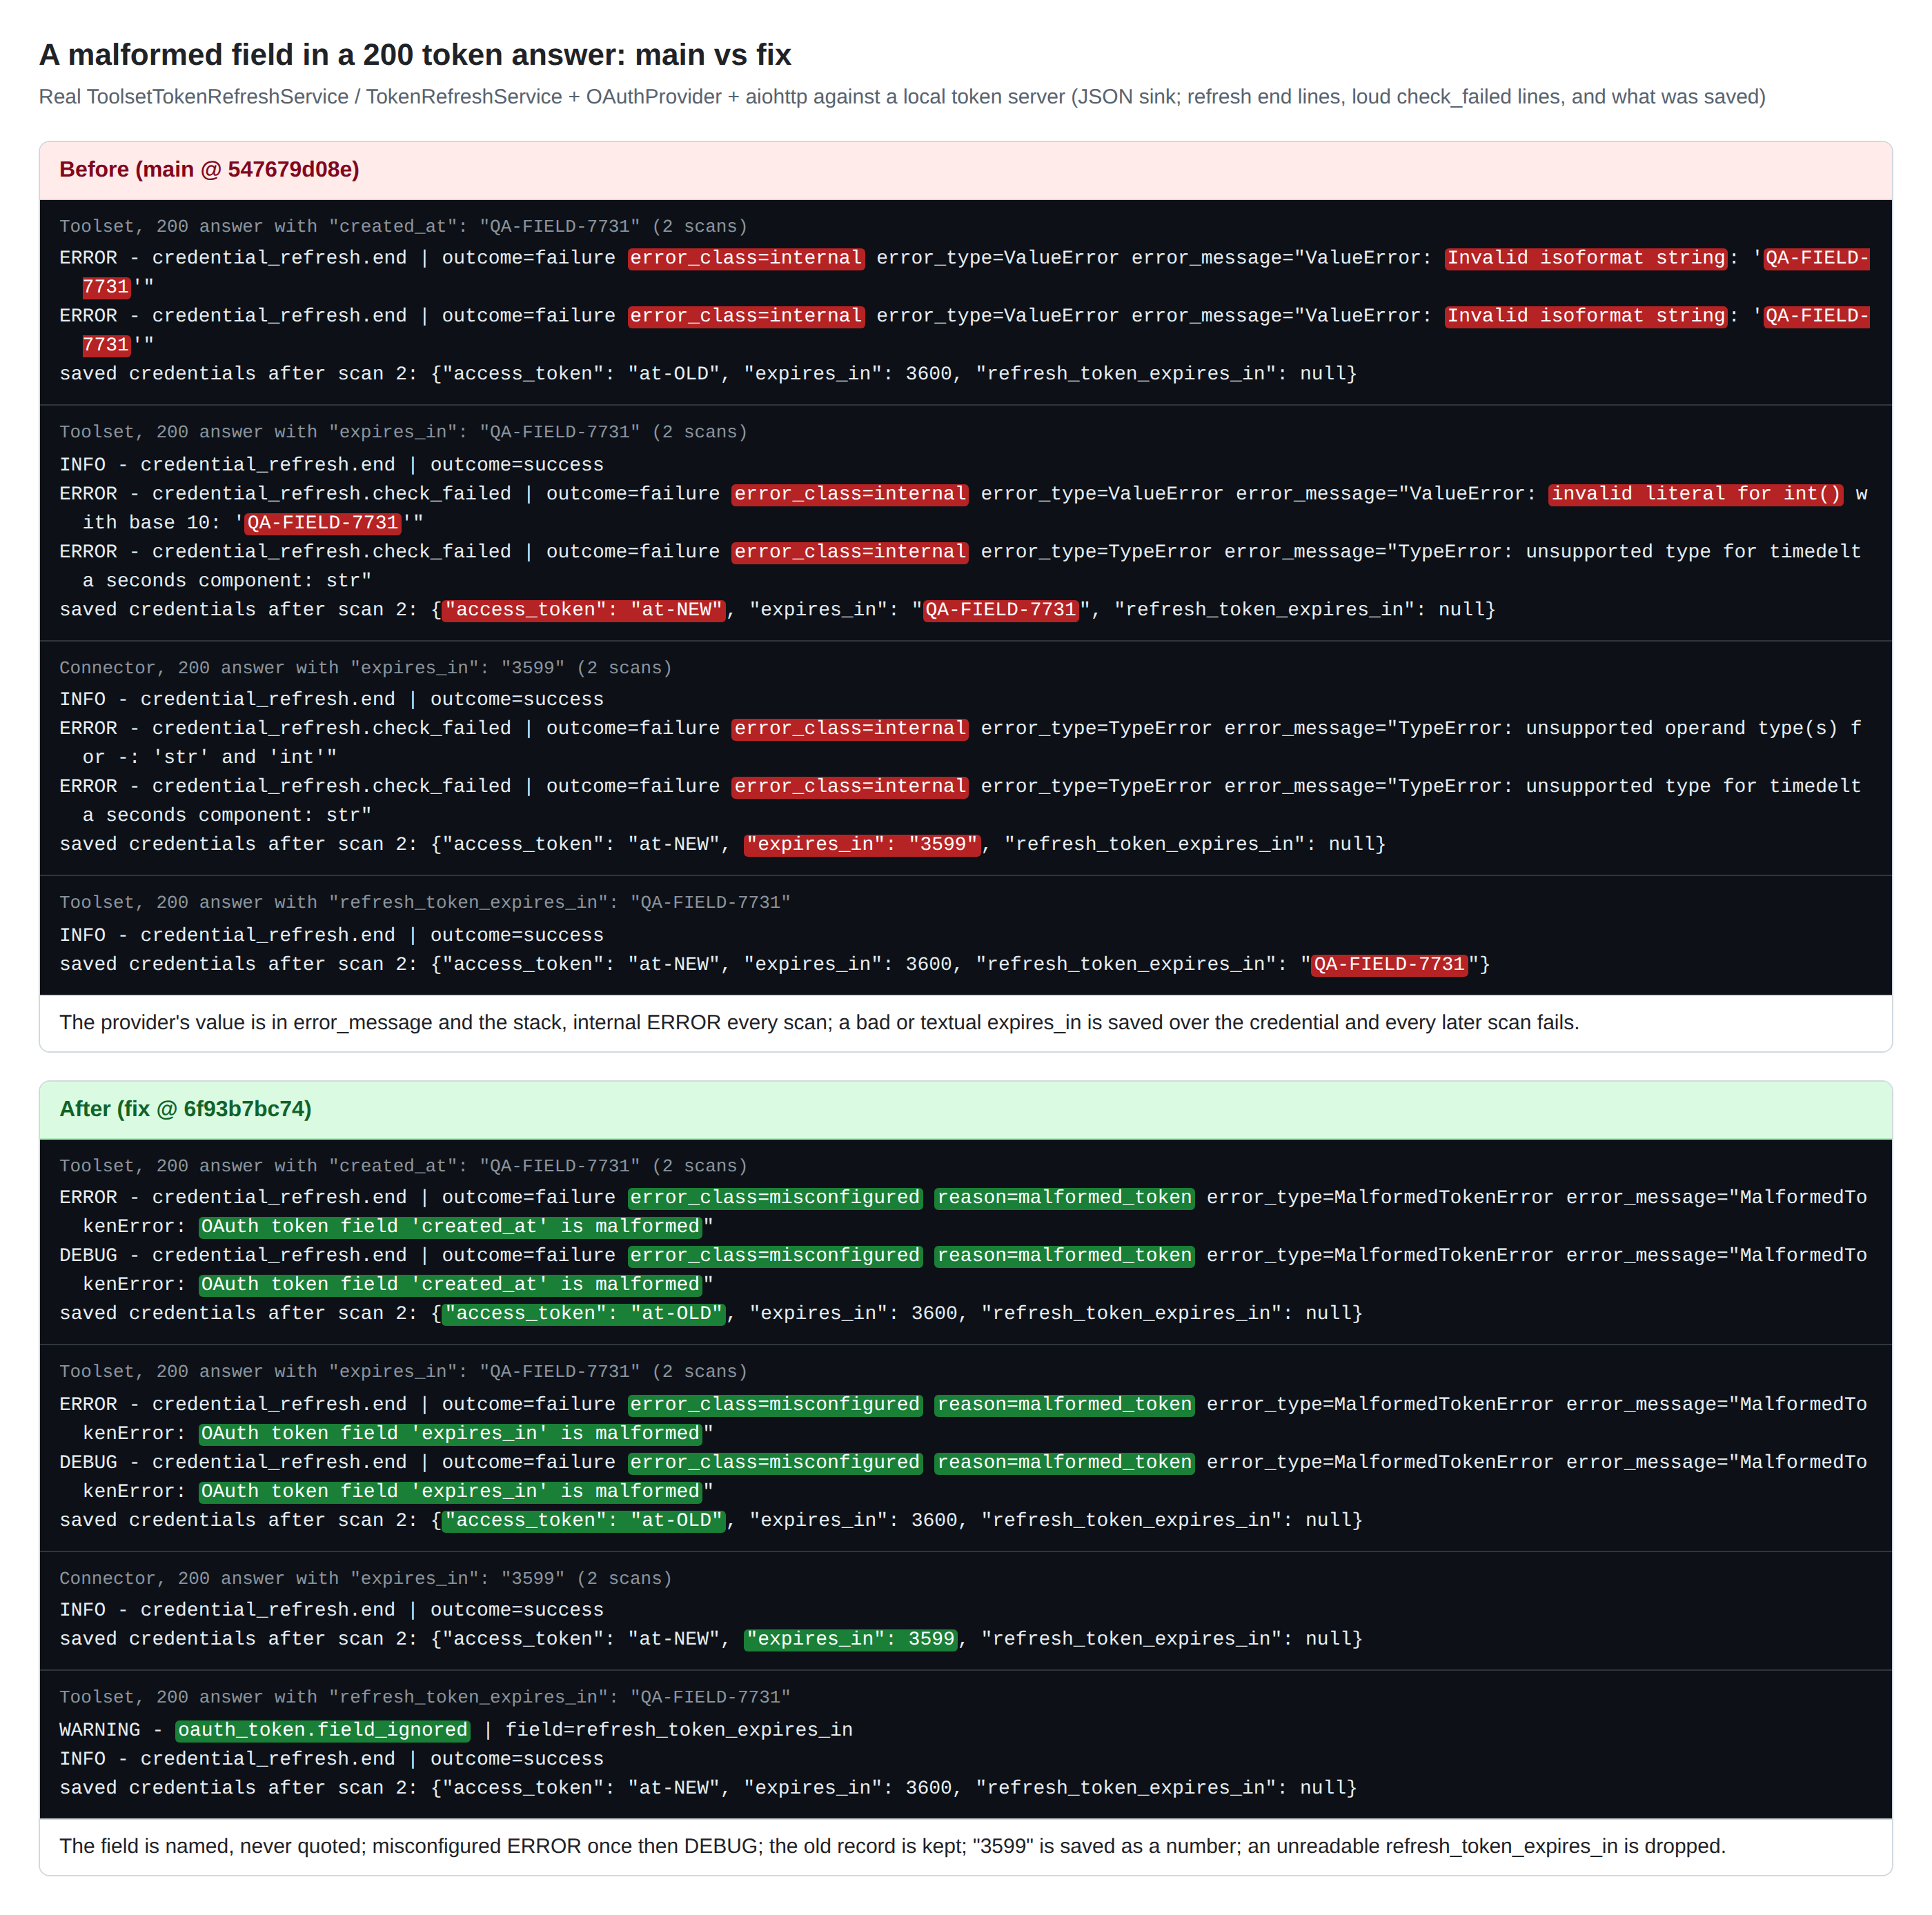 A malformed field in a 200 token answer: main vs fix
Real ToolsetTokenRefreshService / TokenRefreshService + OAuthProvider + aiohttp against a local token server (JSON sink; refresh end lines, loud check_failed lines, and what was saved)
Before (main @ 547679d08e)
Toolset, 200 answer with "created_at": "QA-FIELD-7731" (2 scans)
ERROR - credential_refresh.end | outcome=failure error_class=internal error_type=ValueError error_message="ValueError: Invalid isoformat string: 'QA-FIELD-
7731'"
ERROR - credential_refresh.end | outcome=failure error_class=internal error_type=ValueError error_message="ValueError: Invalid isoformat string: 'QA-FIELD-
7731'"
saved credentials after scan 2: {"access_token": "at-OLD", "expires_in": 3600, "refresh_token_expires_in": null}
Toolset, 200 answer with "expires_in": "QA-FIELD-7731" (2 scans)
INFO - credential_refresh.end | outcome=success
ERROR - credential_refresh.check_failed | outcome=failure error_class=internal error_type=ValueError error_message="ValueError: invalid literal for int() w
ith base 10: 'QA-FIELD-7731'"
ERROR - credential_refresh.check_failed | outcome=failure error_class=internal error_type=TypeError error_message="TypeError: unsupported type for timedelt
a seconds component: str"
saved credentials after scan 2: {"access_token": "at-NEW", "expires_in": "QA-FIELD-7731", "refresh_token_expires_in": null}
Connector, 200 answer with "expires_in": "3599" (2 scans)
INFO - credential_refresh.end | outcome=success
ERROR - credential_refresh.check_failed | outcome=failure error_class=internal error_type=TypeError error_message="TypeError: unsupported operand type(s) f
or -: 'str' and 'int'"
ERROR - credential_refresh.check_failed | outcome=failure error_class=internal error_type=TypeError error_message="TypeError: unsupported type for timedelt
a seconds component: str"
saved credentials after scan 2: {"access_token": "at-NEW", "expires_in": "3599", "refresh_token_expires_in": null}
Toolset, 200 answer with "refresh_token_expires_in": "QA-FIELD-7731"
INFO - credential_refresh.end | outcome=success
saved credentials after scan 2: {"access_token": "at-NEW", "expires_in": 3600, "refresh_token_expires_in": "QA-FIELD-7731"}
The provider's value is in error_message and the stack, internal ERROR every scan; a bad or textual expires_in is saved over the credential and every later scan fails.
After (fix @ 6f93b7bc74)
Toolset, 200 answer with "created_at": "QA-FIELD-7731" (2 scans)
ERROR - credential_refresh.end | outcome=failure error_class=misconfigured reason=malformed_token error_type=MalformedTokenError error_message="MalformedTo
kenError: OAuth token field 'created_at' is malformed"
DEBUG - credential_refresh.end | outcome=failure error_class=misconfigured reason=malformed_token error_type=MalformedTokenError error_message="MalformedTo
kenError: OAuth token field 'created_at' is malformed"
saved credentials after scan 2: {"access_token": "at-OLD", "expires_in": 3600, "refresh_token_expires_in": null}
Toolset, 200 answer with "expires_in": "QA-FIELD-7731" (2 scans)
ERROR - credential_refresh.end | outcome=failure error_class=misconfigured reason=malformed_token error_type=MalformedTokenError error_message="MalformedTo
kenError: OAuth token field 'expires_in' is malformed"
DEBUG - credential_refresh.end | outcome=failure error_class=misconfigured reason=malformed_token error_type=MalformedTokenError error_message="MalformedTo
kenError: OAuth token field 'expires_in' is malformed"
saved credentials after scan 2: {"access_token": "at-OLD", "expires_in": 3600, "refresh_token_expires_in": null}
Connector, 200 answer with "expires_in": "3599" (2 scans)
INFO - credential_refresh.end | outcome=success
saved credentials after scan 2: {"access_token": "at-NEW", "expires_in": 3599, "refresh_token_expires_in": null}
Toolset, 200 answer with "refresh_token_expires_in": "QA-FIELD-7731"
WARNING - oauth_token.field_ignored | field=refresh_token_expires_in
INFO - credential_refresh.end | outcome=success
saved credentials after scan 2: {"access_token": "at-NEW", "expires_in": 3600, "refresh_token_expires_in": null}
The field is named, never quoted; misconfigured ERROR once then DEBUG; the old record is kept; "3599" is saved as a number; an unreadable refresh_token_expires_in is dropped.